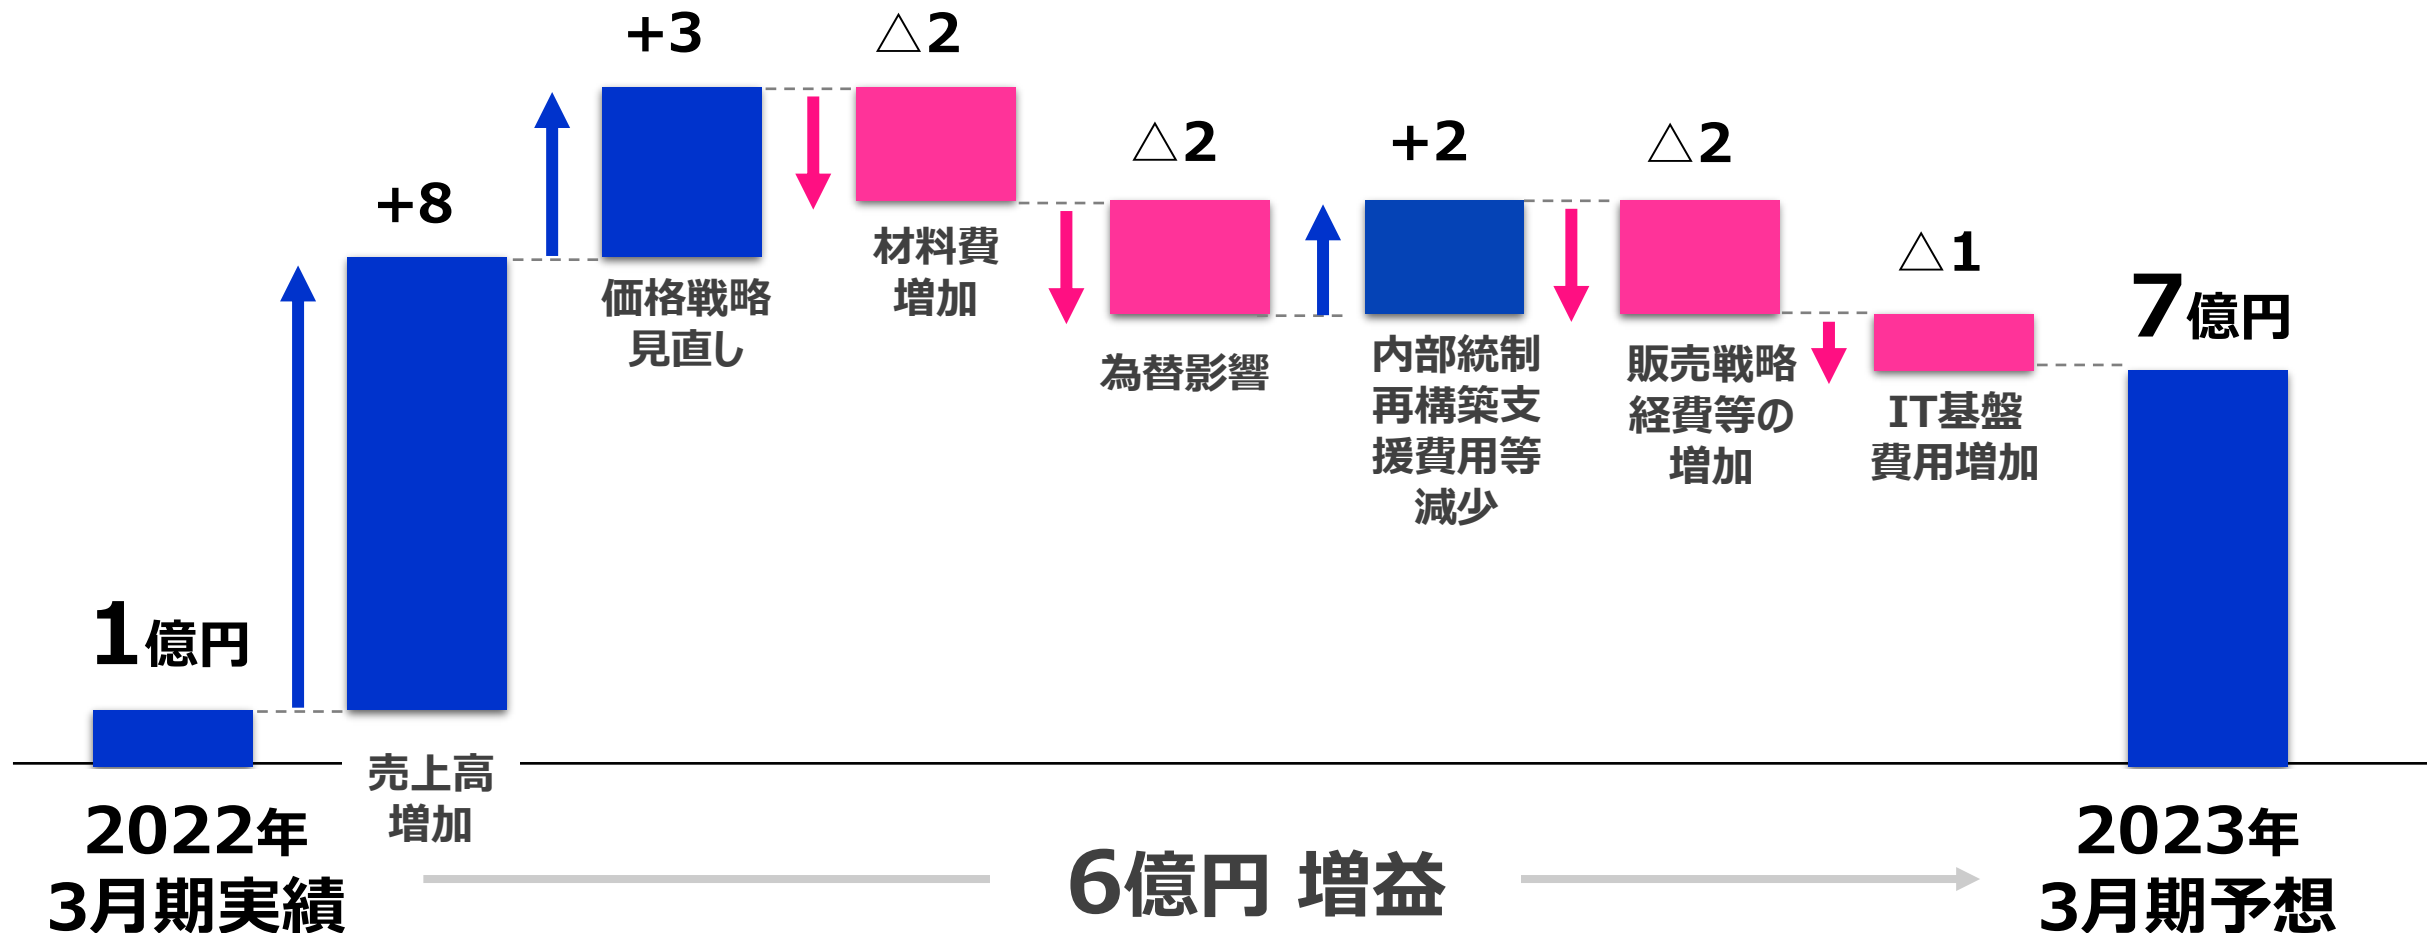 1億円
2022年
3月期実績
+8
売上高
増加
+3
価格戦略
見直し
△2
材料費
増加
△2
為替影響
+2
内部統制
再構築支
援費用等
減少
△2
販売戦略
経費等の
増加
△1
IT基盤
費用増加
7億円
2023年
3月期予想
6億円 増益